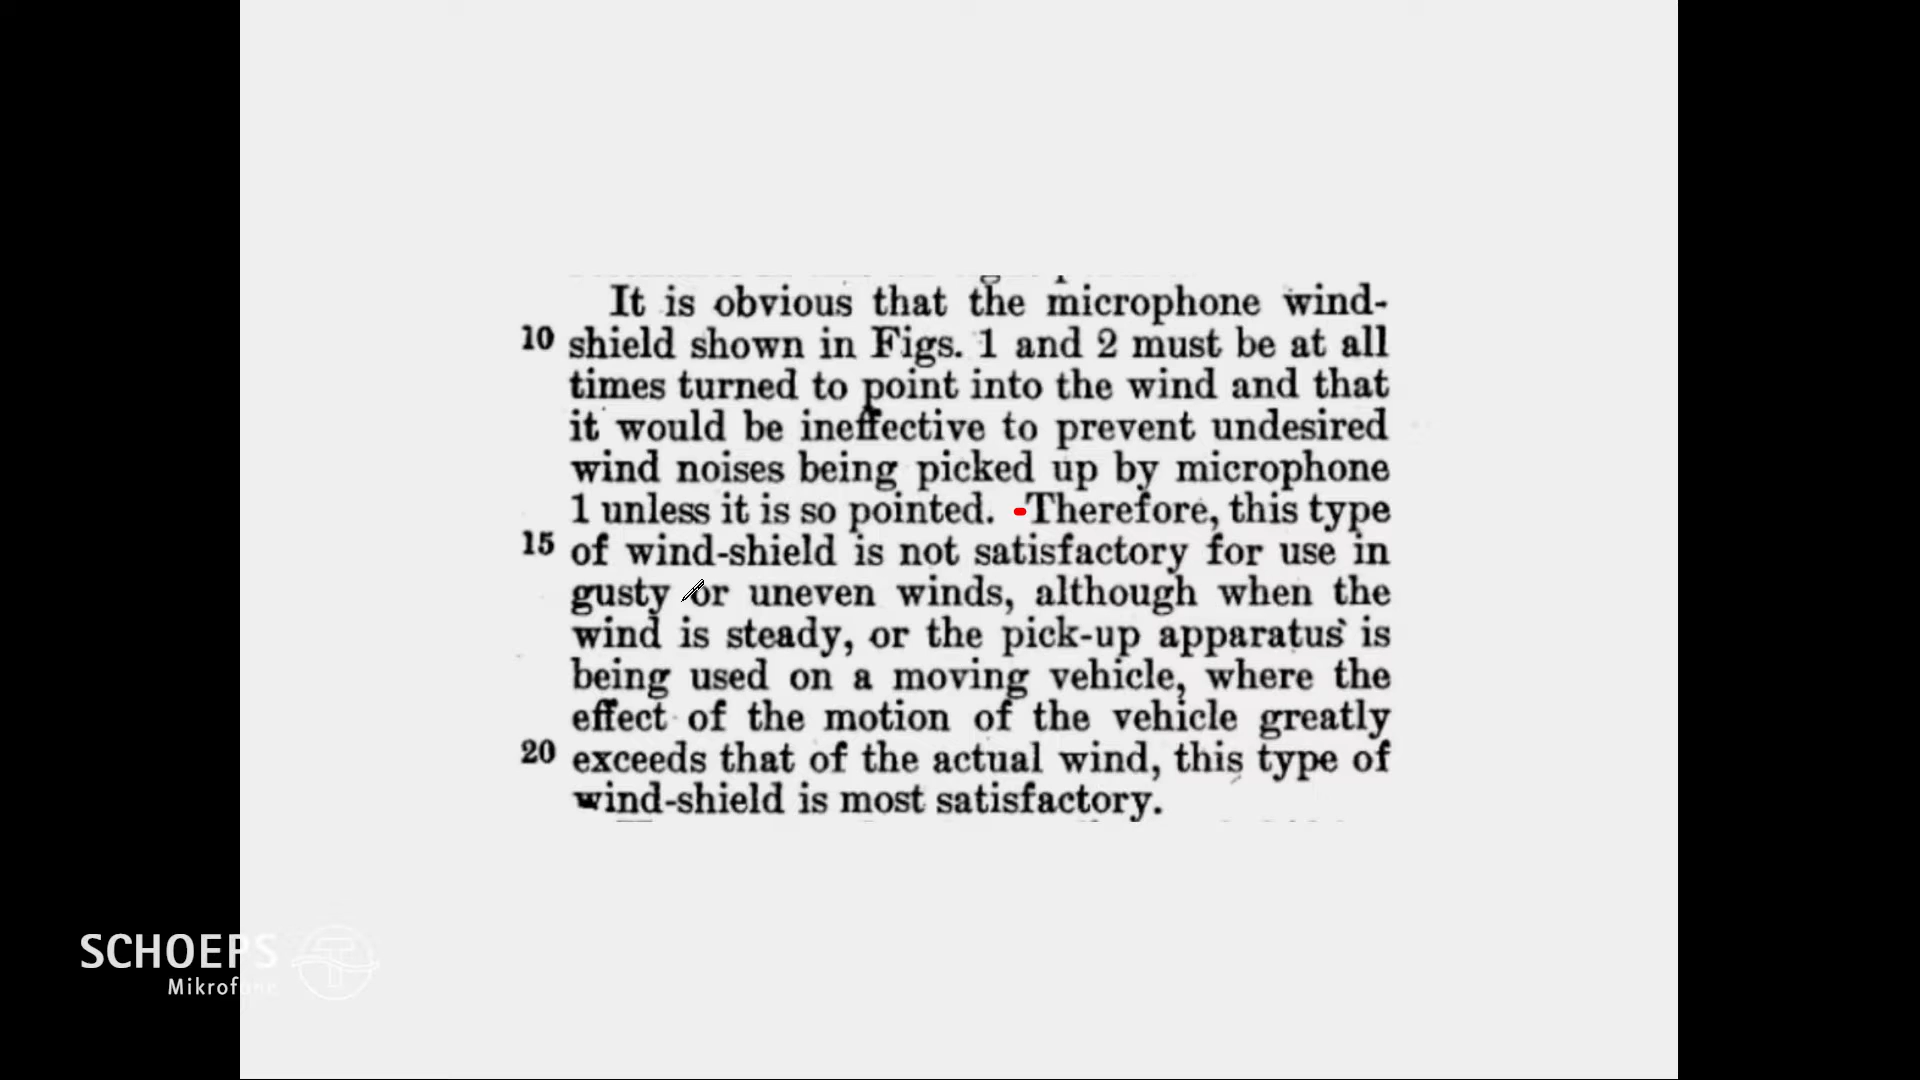 It is obvious that the microphone wind-
10 shield shown in Figs. 1 and 2 must be at all
times turned to point into the wind and that
it would be ineffective to prevent undesired
wind noises being picked up by microphone
1 unless it is so pointed. Therefore, this type
15 of wind-shield is not satisfactory for use in
gusty or uneven winds, although when the
wind is steady, or the pick-up apparatus is
being used on a moving vehicle, where the
effect of the motion of the vehicle greatly
20 exceeds that of the actual wind, this type of
wind-shield is most satisfactory.
SCHOEPS
Mikrofone